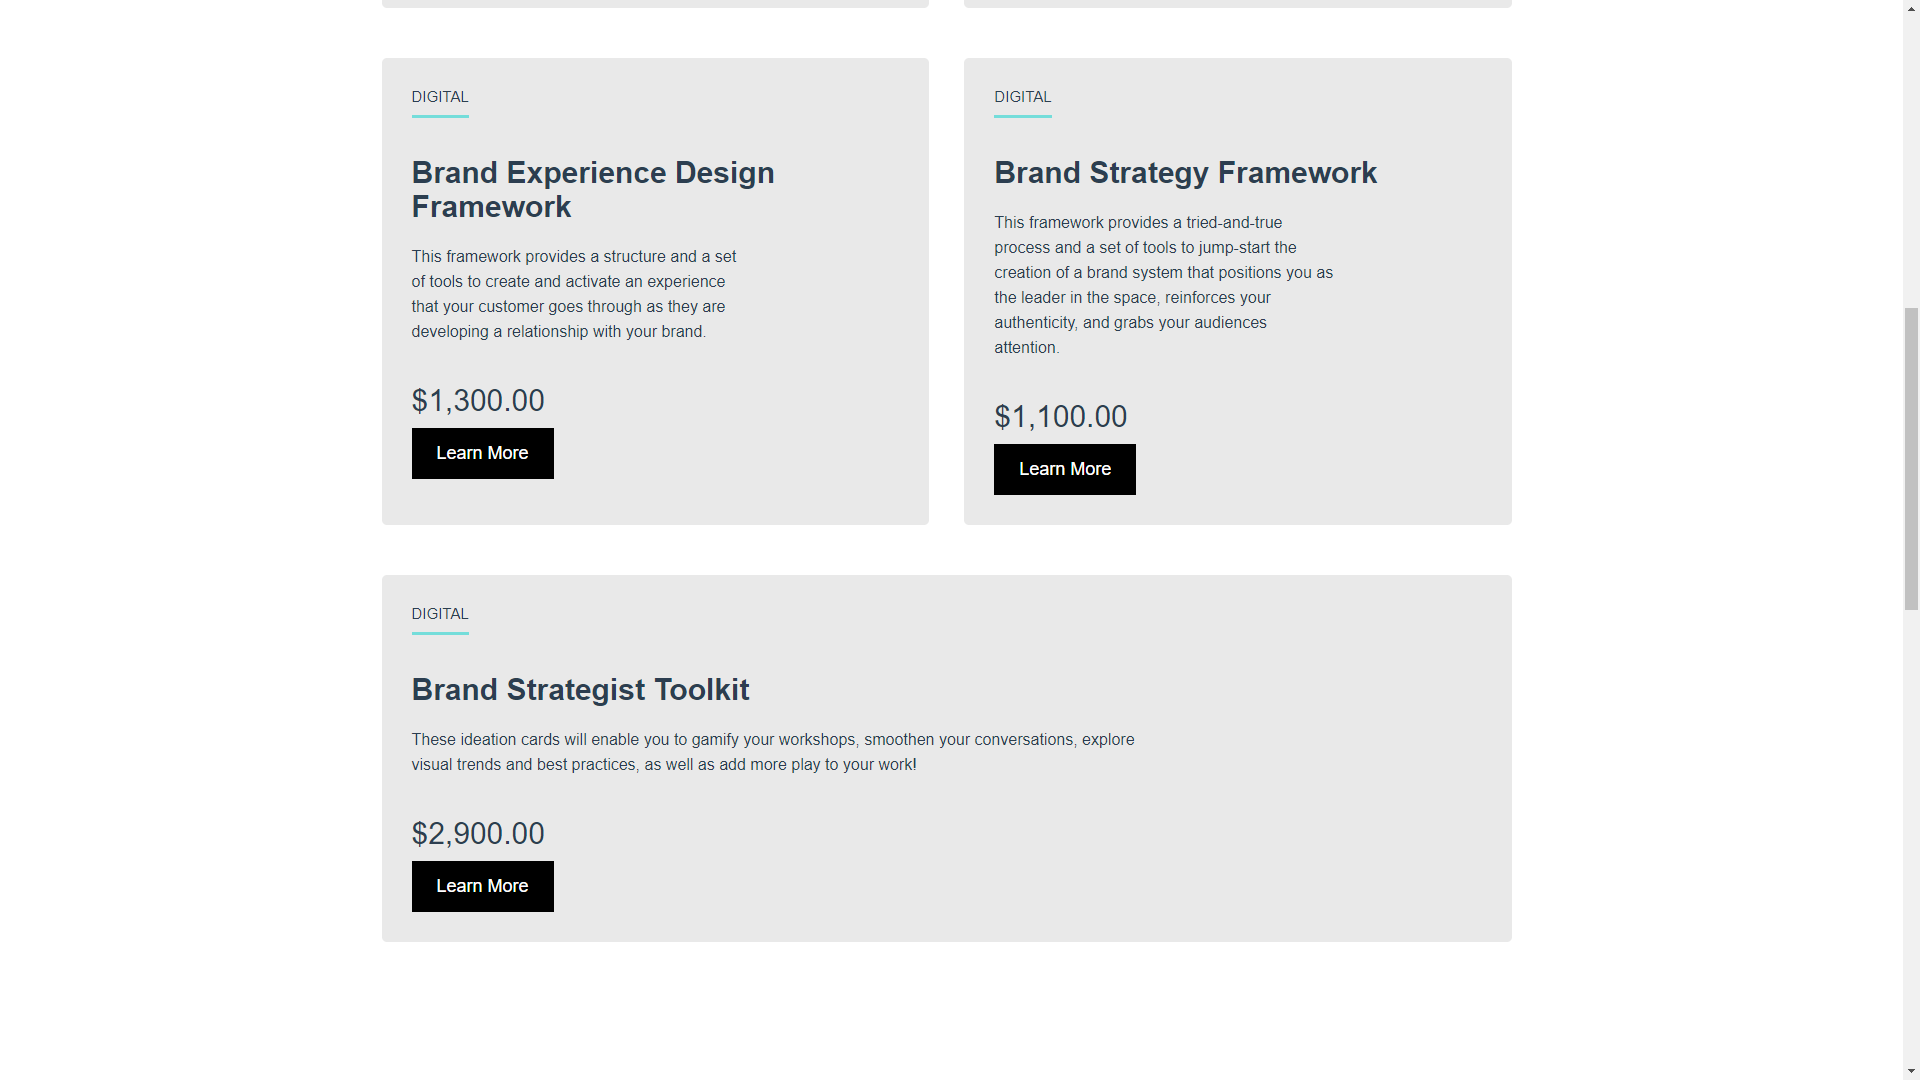 DIGITAL
Brand Experience Design
Framework
This framework provides a structure and a set
of tools to create and activate an experience
that your customer goes through as they are
developing a relationship with your brand.
$1,300.00
Learn More
DIGITAL
Brand Strategy Framework
This framework provides a tried-and-true
process and a set of tools to jump-start the
creation of a brand system that positions you as
the leader in the space, reinforces your
authenticity, and grabs your audiences
attention.
$1,100.00
Learn More
DIGITAL
Brand Strategist Toolkit
These ideation cards will enable you to gamify your workshops, smoothen your conversations, explore
visual trends and best practices, as well as add more play to your work!
$2,900.00
Learn More